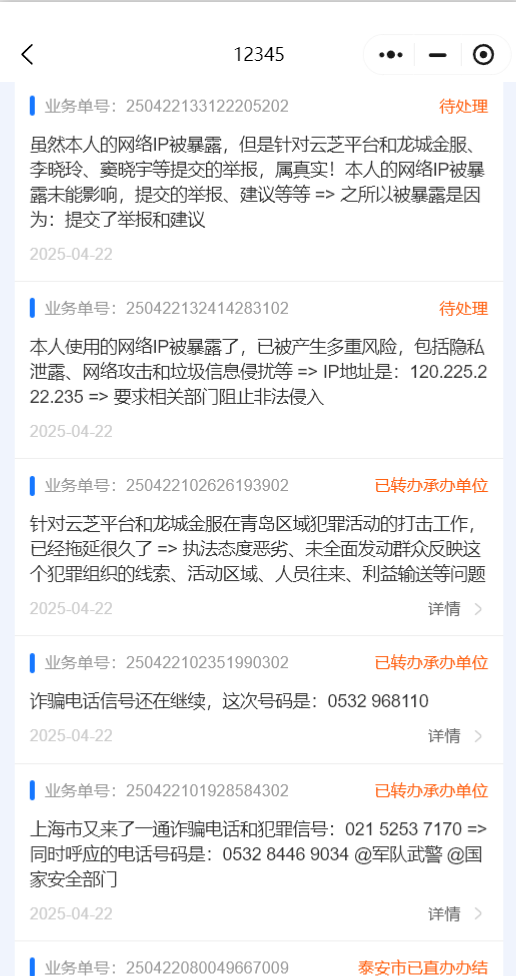 12345
业务单号：250422133122205202 待处理
虽然本人的网络IP被暴露，但是针对云芝平台和龙城金服、
李晓玲、窦晓宇等提交的举报，属真实！本人的网络IP被暴
露未能影响，提交的举报、建议等等 => 之所以被暴露是因
为：提交了举报和建议
2025-04-22
业务单号：250422132414283102 待处理
本人使用的网络IP被暴露了，已被产生多重风险，包括隐私
泄露、网络攻击和垃圾信息侵扰等 => IP地址是：120.225.2
22.235 => 要求相关部门阻止非法侵入
2025-04-22
业务单号：250422102626193902 已转办承办单位
针对云芝平台和龙城金服在青岛区域犯罪活动的打击工作，
已经拖延很久了 => 执法态度恶劣、未全面发动群众反映这
个犯罪组织的线索、活动区域、人员往来、利益输送等问题
2025-04-22 详情
业务单号：250422102351990302 已转办承办单位
诈骗电话信号还在继续，这次号码是：0532 968110
2025-04-22 详情
业务单号：250422101928584302 已转办承办单位
上海市又来了一通诈骗电话和犯罪信号：021 5253 7170 =>
同时呼应的电话号码是：0532 8446 9034 @军队武警 @国
家安全部门
2025-04-22 详情
业务单号：250422080049667009 泰安市已直办办结